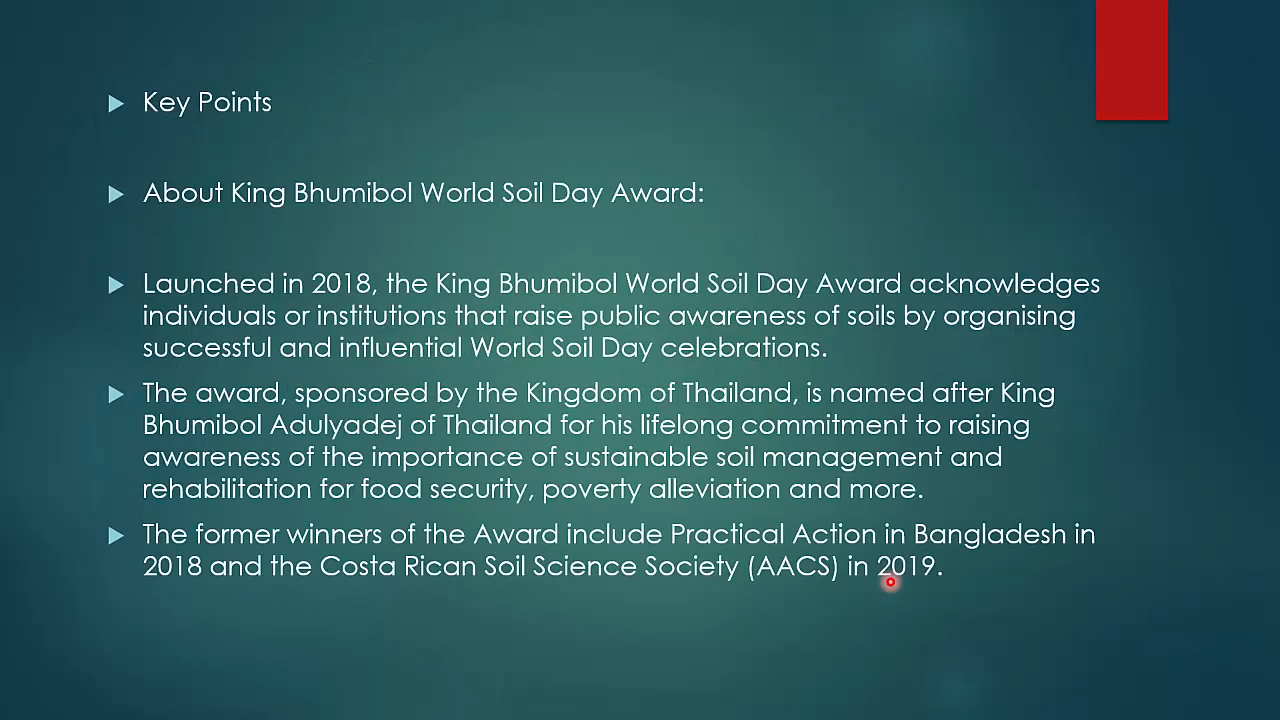 Key Points
About King Bhumibol World Soil Day Award:
Launched in 2018, the King Bhumibol World Soil Day Award acknowledges
individuals or institutions that raise public awareness of soils by organising
successful and influential World Soil Day celebrations.
The award, sponsored by the Kingdom of Thailand, is named after King
Bhumibol Adulyadej of Thailand for his lifelong commitment to raising
awareness of the importance of sustainable soil management and
rehabilitation for food security, poverty alleviation and more.
The former winners of the Award include Practical Action in Bangladesh in
2018 and the Costa Rican Soil Science Society (AACS) in 2019.